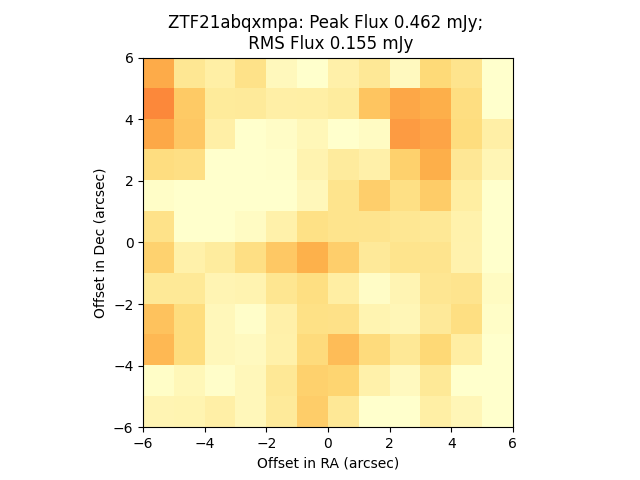 ZTF21abqxmpa: Peak Flux 0.462 mJy;
RMS Flux 0.155 mJy
6
4
2
0
−2
−4
−6
Offset in Dec (arcsec)
−6 −4 −2 0 2 4 6
Offset in RA (arcsec)